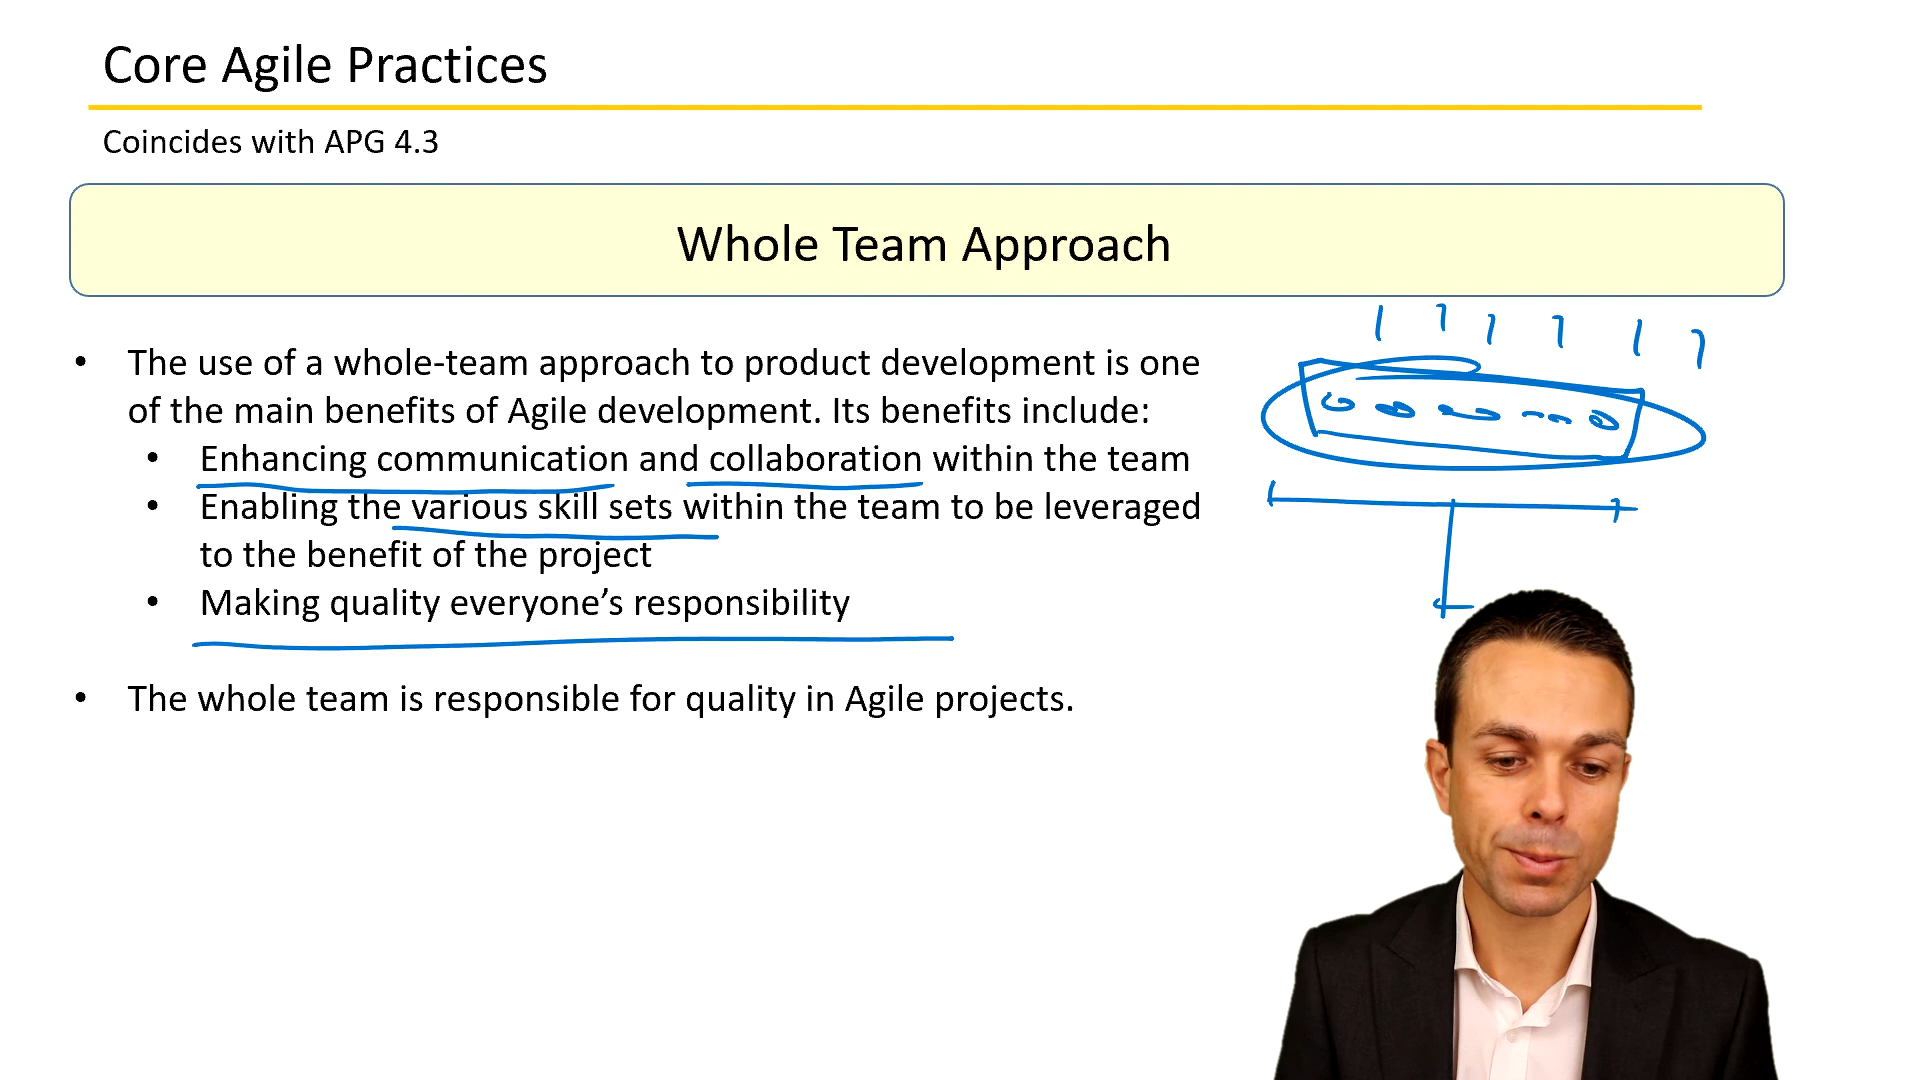 Core Agile Practices
Coincides with APG 4.3
Whole Team Approach
• The use of a whole-team approach to product development is one
of the main benefits of Agile development. Its benefits include:
• Enhancing communication and collaboration within the team
• Enabling the various skill sets within the team to be leveraged
to the benefit of the project
• Making quality everyone’s responsibility
• The whole team is responsible for quality in Agile projects.